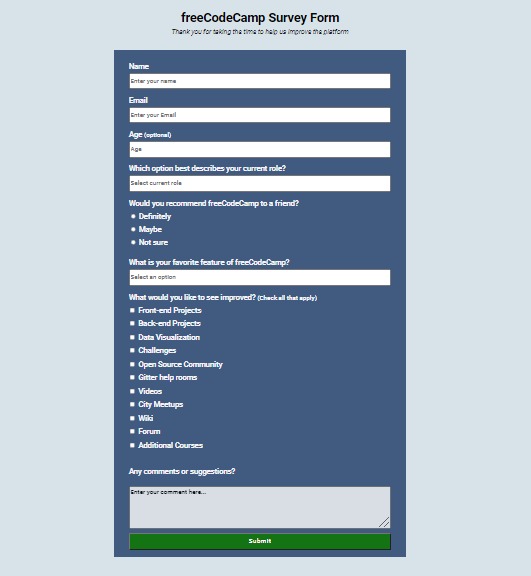 freeCodeCamp Survey Form
Thank you for taking the time to help us improve the platform
Name
Enter your name
Email
Enter your Email
Age (optional)
Age
Which option best describes your current role?
Select current role
Would you recommend freeCodeCamp to a friend?
Definitely
Maybe
Not sure
What is your favorite feature of freeCodeCamp?
Select an option
What would you like to see improved? (Check all that apply)
Front-end Projects
Back-end Projects
Data Visualization
Challenges
Open Source Community
Gitter help rooms
Videos
City Meetups
Wiki
Forum
Additional Courses
Any comments or suggestions?
Enter your comment here...
Submit